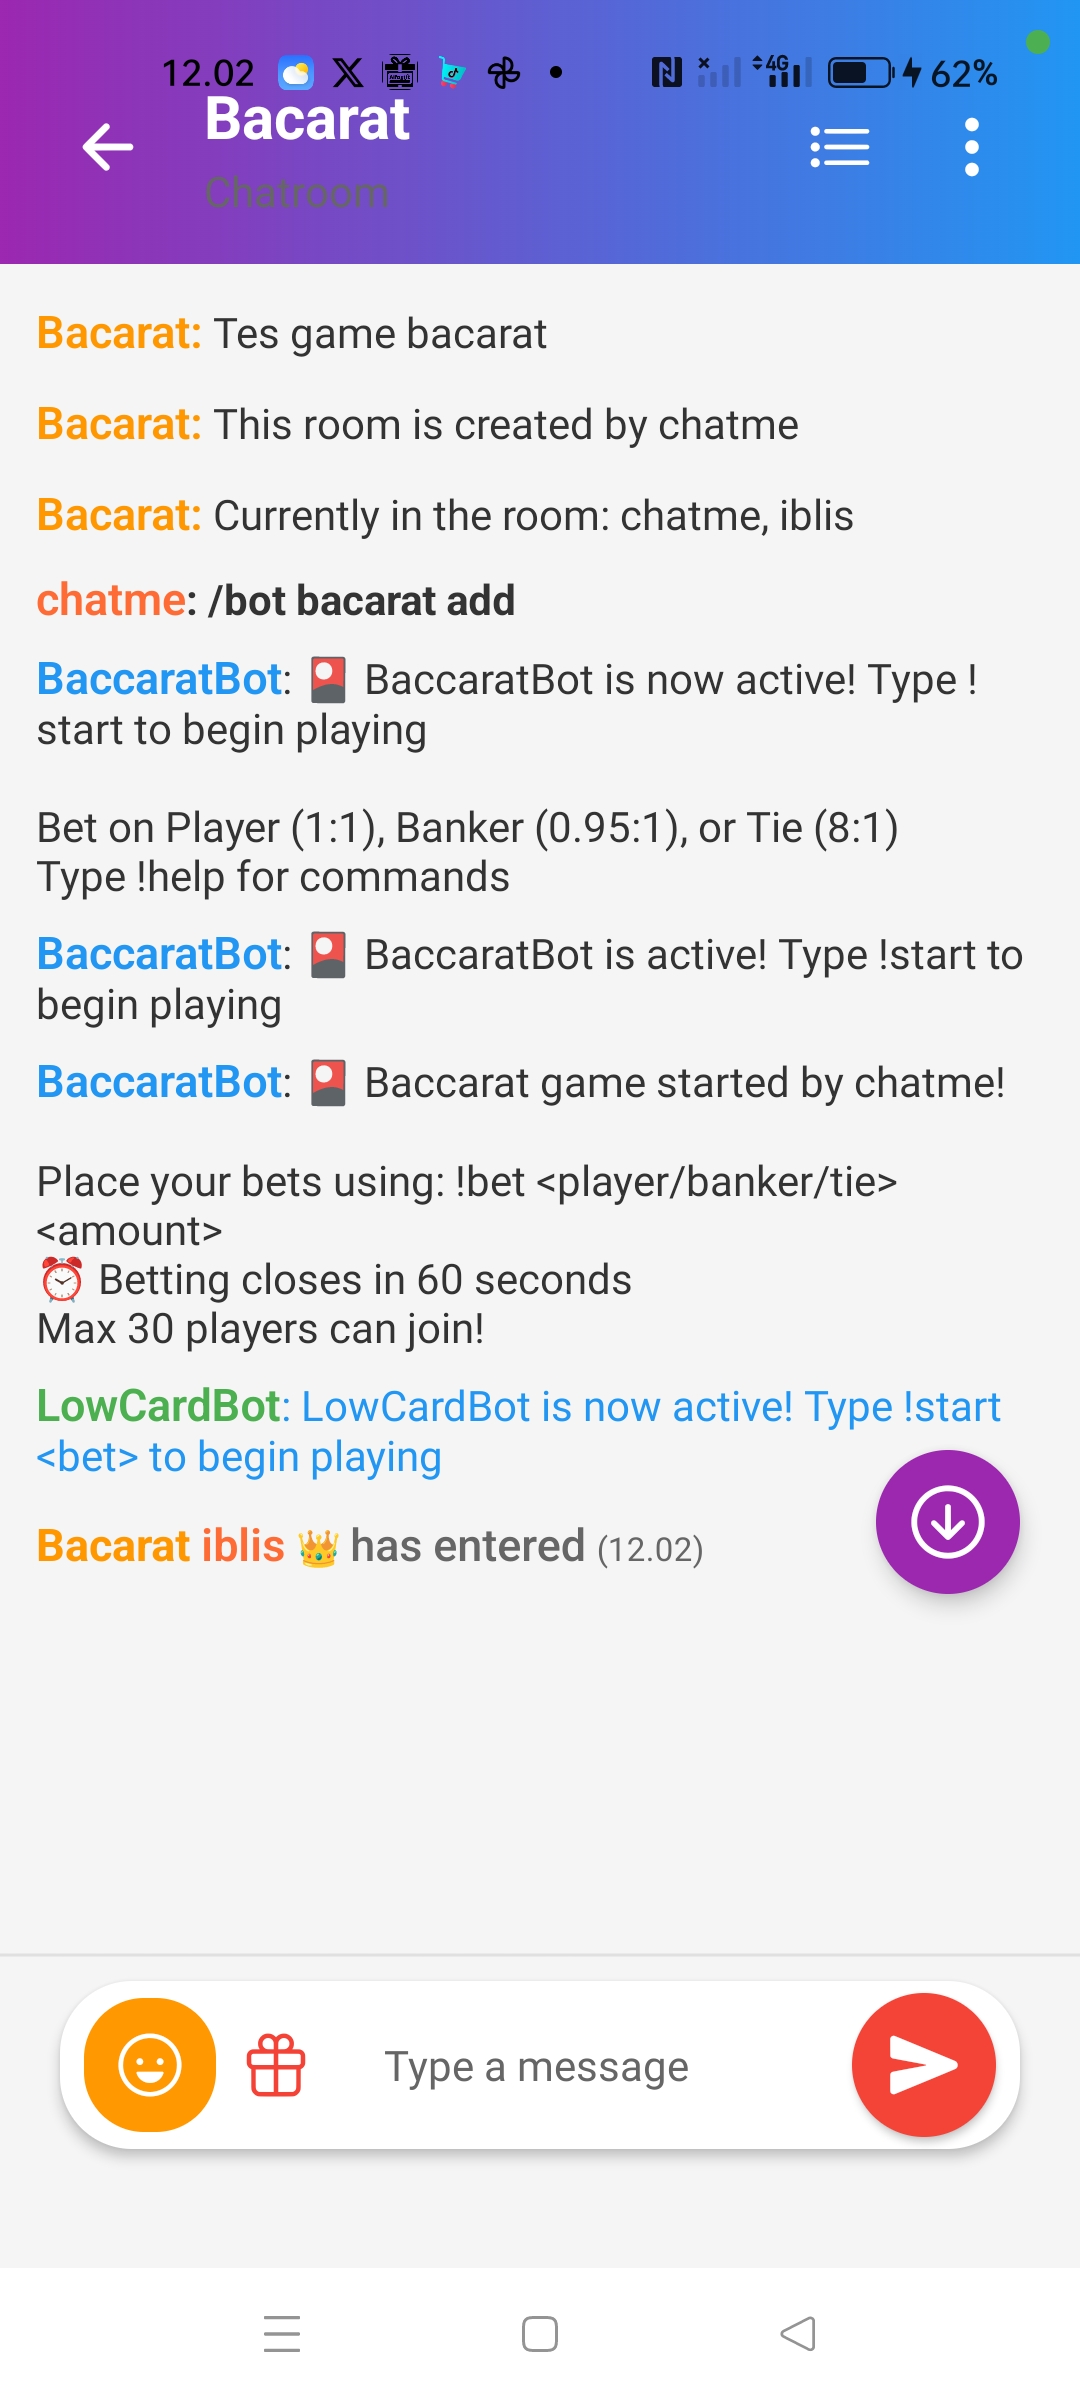 12.02 4G 62%
Bacarat
Chatroom
Bacarat: Tes game bacarat
Bacarat: This room is created by chatme
Bacarat: Currently in the room: chatme, iblis
chatme: /bot bacarat add
BaccaratBot: 🎴 BaccaratBot is now active! Type !
start to begin playing
Bet on Player (1:1), Banker (0.95:1), or Tie (8:1)
Type !help for commands
BaccaratBot: 🎴 BaccaratBot is active! Type !start to
begin playing
BaccaratBot: 🎴 Baccarat game started by chatme!
Place your bets using: !bet <player/banker/tie>
<amount>
⏰ Betting closes in 60 seconds
Max 30 players can join!
LowCardBot: LowCardBot is now active! Type !start
<bet> to begin playing
Bacarat iblis 👑 has entered (12.02)
Type a message